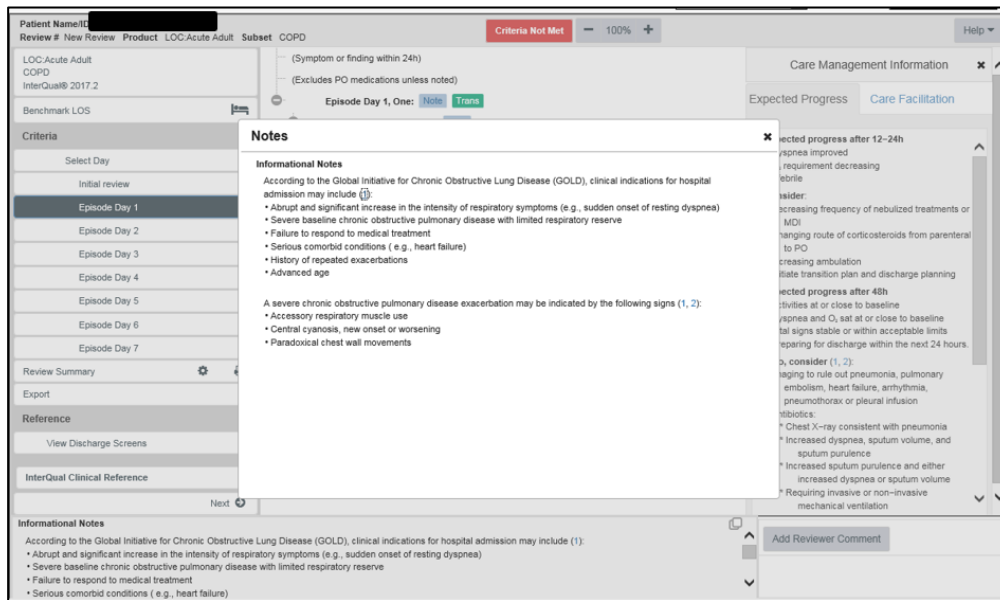 Patient Name/ID
Review # New Review Product LOC:Acute Adult Subset COPD
Criteria Not Met
100%
Help
LOC:Acute Adult
COPD
InterQual® 2017.2
Benchmark LOS
Criteria
Select Day
Initial review
Episode Day 1
Episode Day 2
Episode Day 3
Episode Day 4
Episode Day 5
Episode Day 6
Episode Day 7
Review Summary
Export
Reference
View Discharge Screens
InterQual Clinical Reference
Next
(Symptom or finding within 24h)
(Excludes PO medications unless noted)
Episode Day 1, One: Note Trans
Notes
Informational Notes
According to the Global Initiative for Chronic Obstructive Lung Disease (GOLD), clinical indications for hospital
admission may include (1):
• Abrupt and significant increase in the intensity of respiratory symptoms (e.g., sudden onset of resting dyspnea)
• Severe baseline chronic obstructive pulmonary disease with limited respiratory reserve
• Failure to respond to medical treatment
• Serious comorbid conditions ( e.g., heart failure)
• History of repeated exacerbations
• Advanced age
A severe chronic obstructive pulmonary disease exacerbation may be indicated by the following signs (1, 2):
• Accessory respiratory muscle use
• Central cyanosis, new onset or worsening
• Paradoxical chest wall movements
Care Management Information
Expected Progress Care Facilitation
progress after 12–24h
improved
requirement decreasing
frequency of nebulized treatments or
MDI
route of corticosteroids from parenteral
to PO
ambulation
transition plan and discharge planning
progress after 48h
at or close to baseline
and O₂ sat at or close to baseline
signs stable or within acceptable limits
for discharge within the next 24 hours.
consider (1, 2):
to rule out pneumonia, pulmonary
embolism, heart failure, arrhythmia,
pneumothorax or pleural infusion
* Chest X-ray consistent with pneumonia
* Increased dyspnea, sputum volume, and
sputum purulence
* Increased sputum purulence and either
increased dyspnea or sputum volume
* Requiring invasive or non-invasive
mechanical ventilation
Informational Notes
According to the Global Initiative for Chronic Obstructive Lung Disease (GOLD), clinical indications for hospital admission may include (1):
• Abrupt and significant increase in the intensity of respiratory symptoms (e.g., sudden onset of resting dyspnea)
• Severe baseline chronic obstructive pulmonary disease with limited respiratory reserve
• Failure to respond to medical treatment
• Serious comorbid conditions ( e.g., heart failure)
Add Reviewer Comment